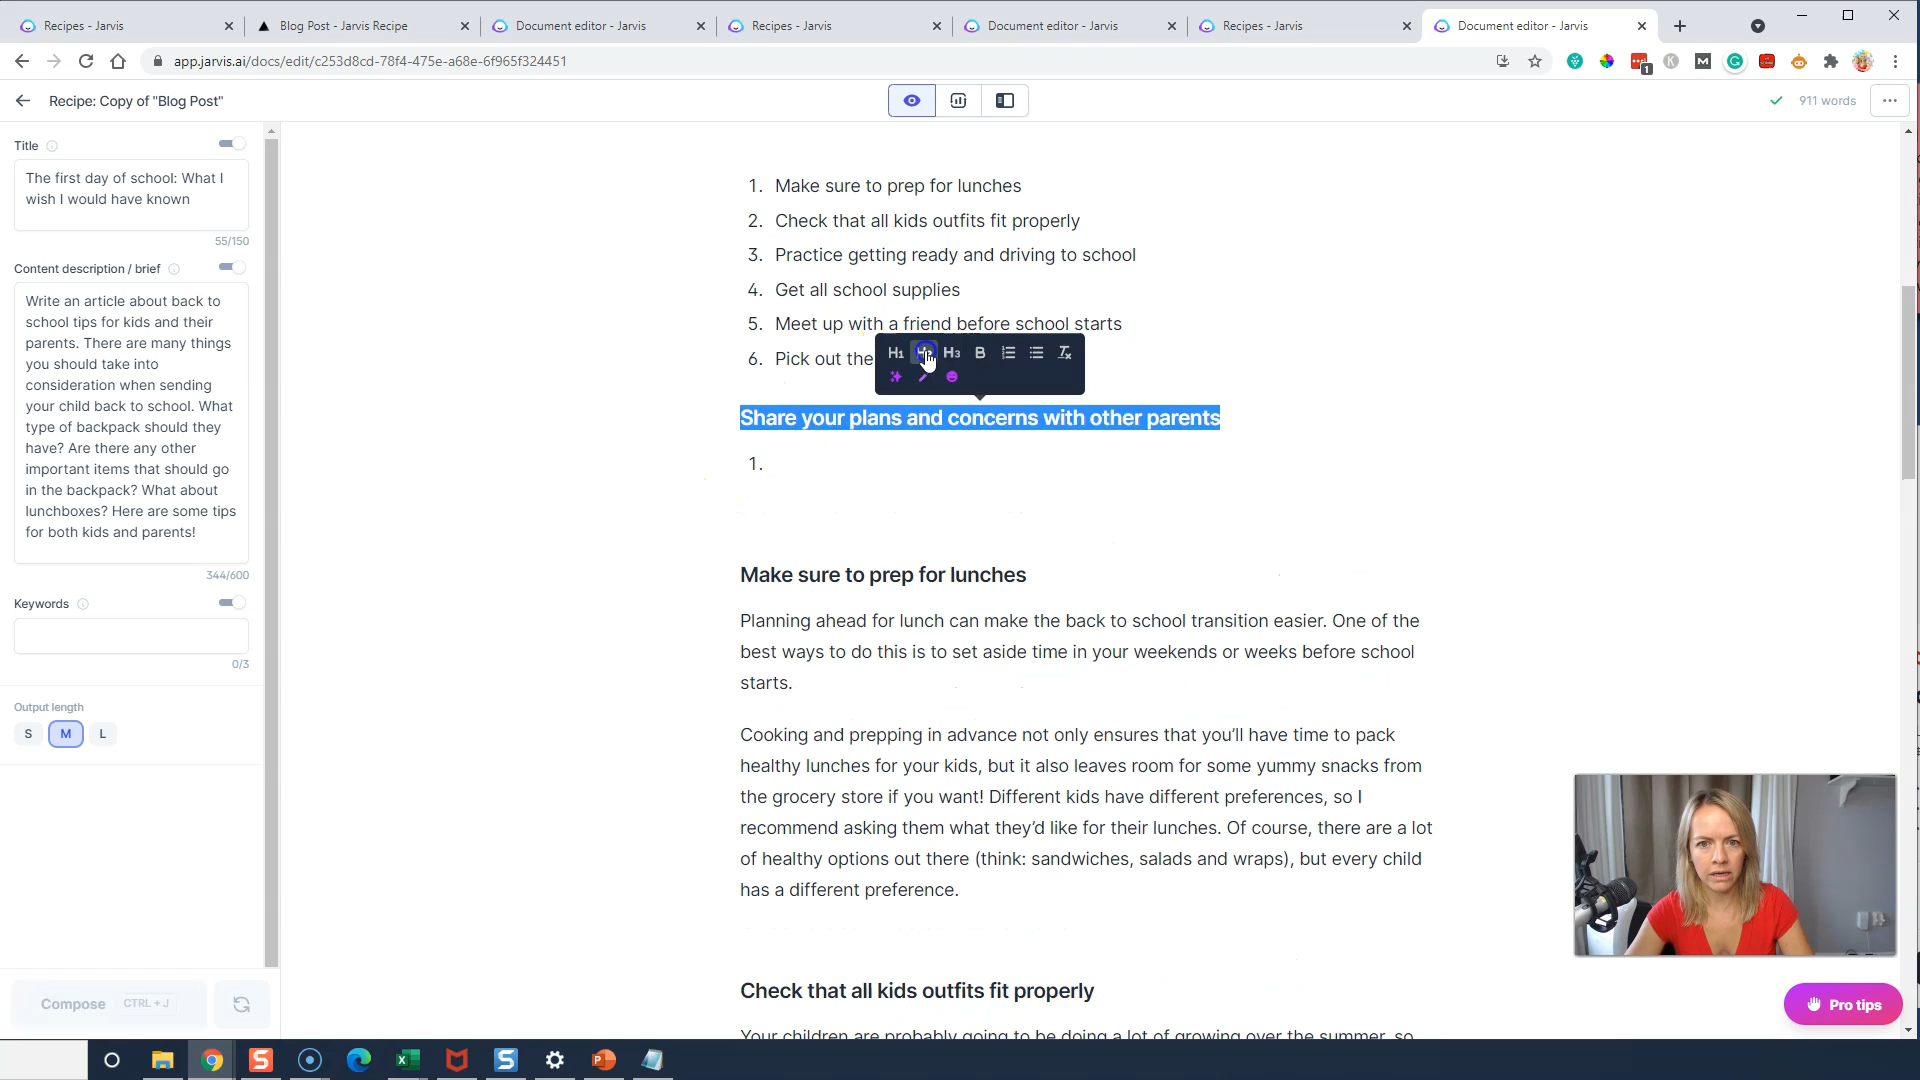 Recipes - Jarvis
Blog Post - Jarvis Recipe
Document editor - Jarvis
Recipes - Jarvis
Document editor - Jarvis
Recipes - Jarvis
Document editor - Jarvis
app.jarvis.ai/docs/edit/c253d8cd-78f4-475e-a68e-6f965f324451
Recipe: Copy of "Blog Post"
911 words
Title
The first day of school: What I
wish I would have known
55/150
Content description / brief
Write an article about back to
school tips for kids and their
parents. There are many things
you should take into
consideration when sending
your child back to school. What
type of backpack should they
have? Are there any other
important items that should go
in the backpack? What about
lunchboxes? Here are some tips
for both kids and parents!
344/600
Keywords
0/3
Output length
S
M
L
Compose
CTRL + J
1. Make sure to prep for lunches
2. Check that all kids outfits fit properly
3. Practice getting ready and driving to school
4. Get all school supplies
5. Meet up with a friend before school starts
6. Pick out the
H1
H3
B
Share your plans and concerns with other parents
1.
Make sure to prep for lunches
Planning ahead for lunch can make the back to school transition easier. One of the
best ways to do this is to set aside time in your weekends or weeks before school
starts.
Cooking and prepping in advance not only ensures that you'll have time to pack
healthy lunches for your kids, but it also leaves room for some yummy snacks from
the grocery store if you want! Different kids have different preferences, so I
recommend asking them what they'd like for their lunches. Of course, there are a lot
of healthy options out there (think: sandwiches, salads and wraps), but every child
has a different preference.
Check that all kids outfits fit properly
Your children are probably going to be doing a lot of growing over the summer, so
Pro tips